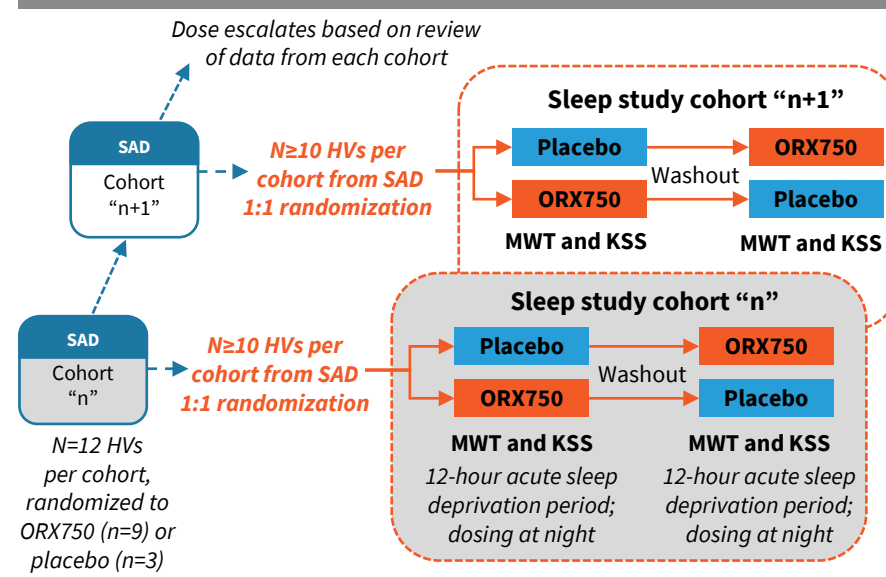 Dose escalates based on review
of data from each cohort
SAD
Cohort
"n+1"
N≥10 HVs per
cohort from SAD
1:1 randomization
Sleep study cohort “n+1”
Placebo
ORX750
Washout
ORX750
Placebo
MWT and KSS
MWT and KSS
SAD
Cohort
"n"
N=12 HVs
per cohort,
randomized to
ORX750 (n=9) or
placebo (n=3)
N≥10 HVs per
cohort from SAD
1:1 randomization
Sleep study cohort “n”
Placebo
ORX750
Washout
ORX750
Placebo
MWT and KSS
MWT and KSS
12-hour acute sleep
deprivation period;
dosing at night
12-hour acute sleep
deprivation period;
dosing at night